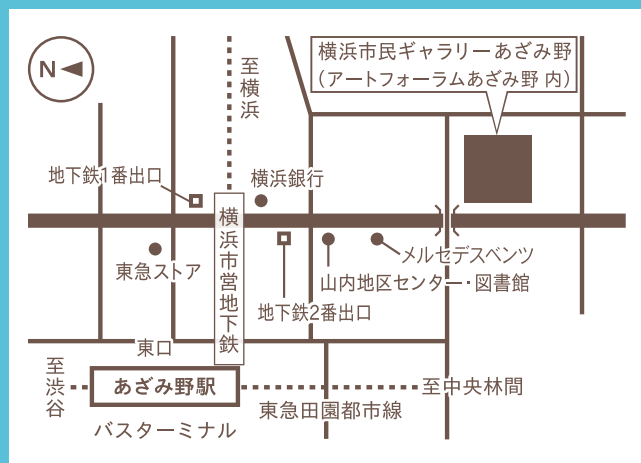 N
至横浜
横浜市民ギャラリーあざみ野
（アートフォーラムあざみ野 内）
地下鉄1番出口
横浜銀行
横浜市営地下鉄
東急ストア
メルセデスベンツ
山内地区センター・図書館
地下鉄2番出口
東口
至渋谷
あざみ野駅
至中央林間
東急田園都市線
バスターミナル